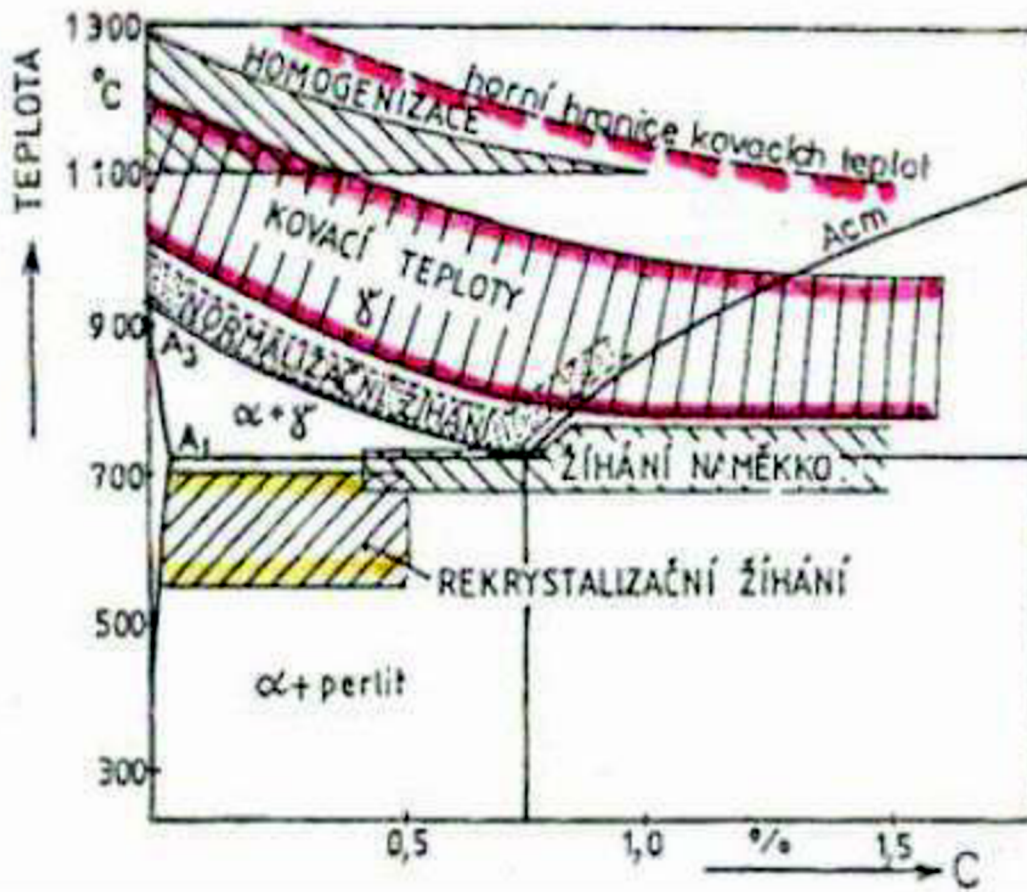 1300
°C
TEPLOTA
HOMOGENIZACE
horní hranice kovacích teplot
1100
Acm
KOVACÍ TEPLOTY
γ
900
NORMALIZAČNÍ ŽÍHÁNÍ
A3
α+γ
A1
700
ŽÍHÁNÍ NAMĚKKO
REKRYSTALIZAČNÍ ŽÍHÁNÍ
500
α+perlit
300
0,5
1,0
%
1,5
C